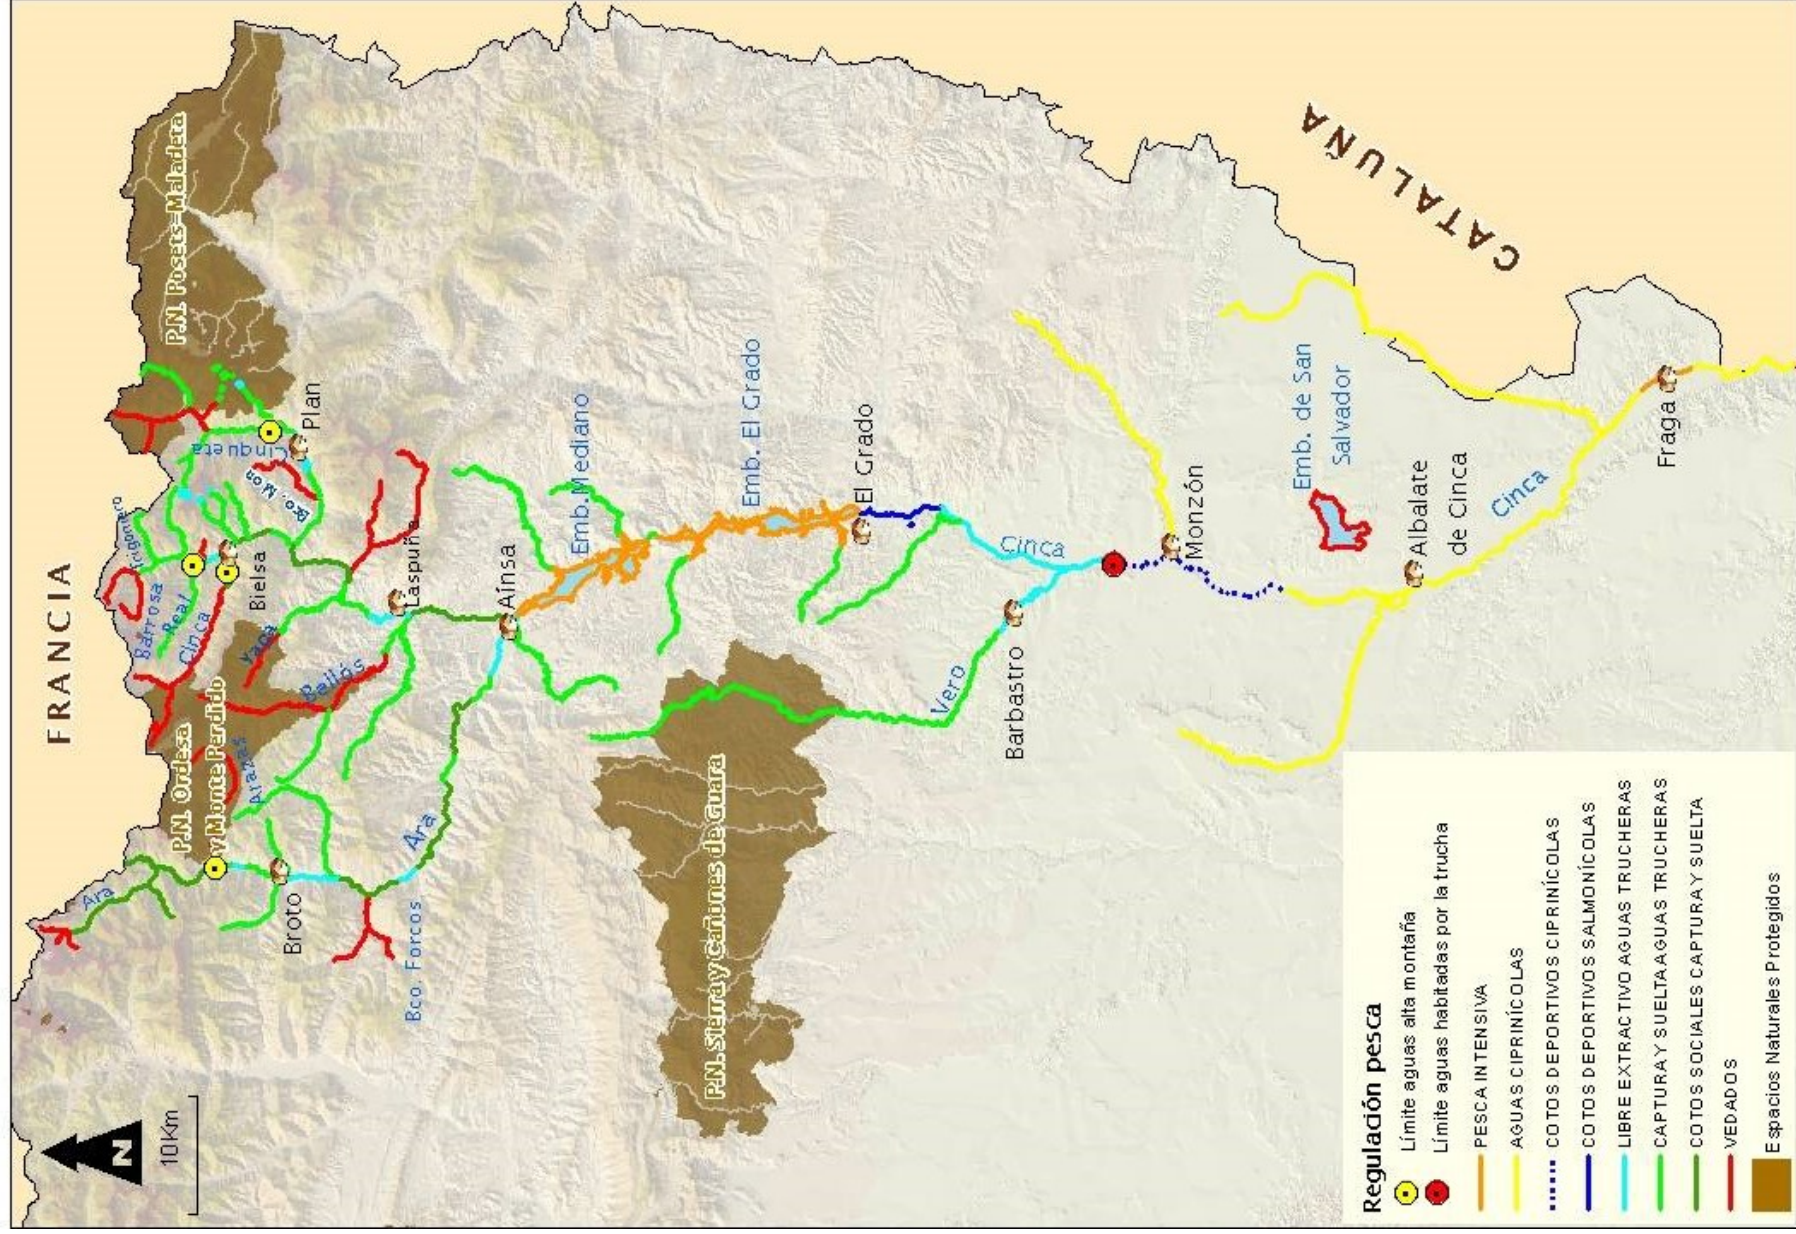 FRANCIA
CATALUÑA
N
10Km
P.N. Posets-Maladeta
P.N. Ordesa
y Monte Perdido
P.N. Sierra y Cañones de Guara
Ara
Arazas
Broto
Bco. Forcos
Ara
Barrosa
Real
Cinca
Yaga
Bellós
Bielsa
Cinqueta
Plan
Laspuña
Aínsa
Emb. Mediano
Emb. El Grado
El Grado
Vero
Barbastro
Cinca
Monzón
Emb. de San
Salvador
Albalate
de Cinca
Cinca
Fraga
Regulación pesca
Límite aguas alta montaña
Límite aguas habitadas por la trucha
PESCA INTENSIVA
AGUAS CIPRINÍCOLAS
COTOS DEPORTIVOS CIPRINÍCOLAS
COTOS DEPORTIVOS SALMONÍCOLAS
LIBRE EXTRACTIVO AGUAS TRUCHERAS
CAPTURA Y SUELTA AGUAS TRUCHERAS
COTOS SOCIALES CAPTURA Y SUELTA
VEDADOS
Espacios Naturales Protegidos